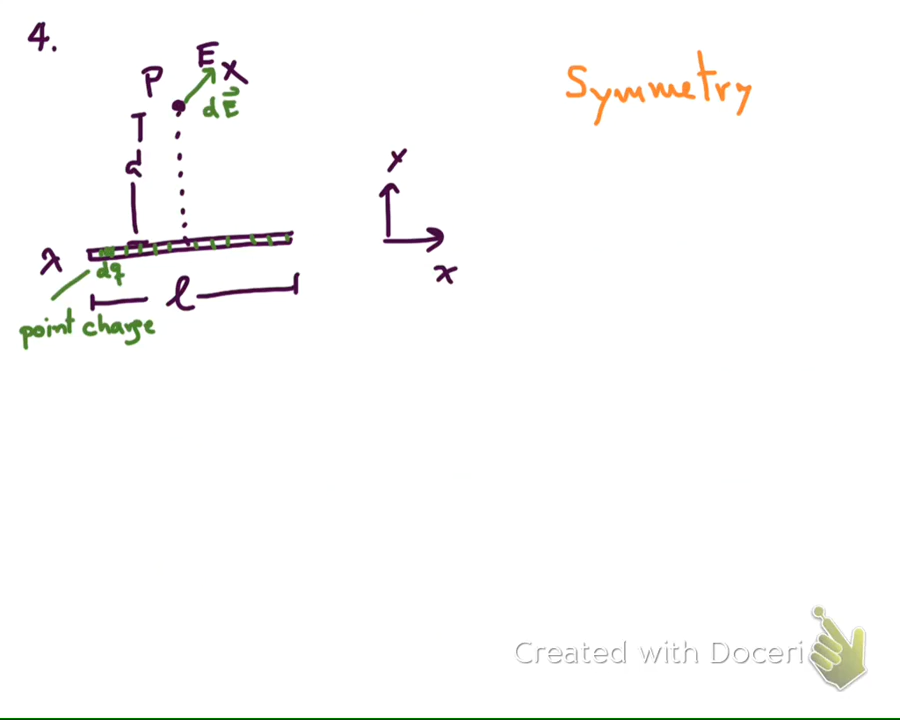 4.
Symmetry
E
P
dE
d
y
λ
dq
x
l
point charge
Created with Doceri